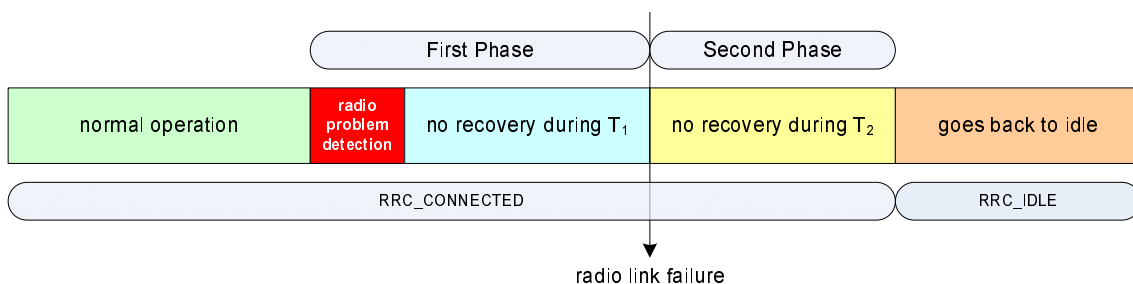 First Phase
Second Phase
normal operation
radio
problem
detection
no recovery during T₁
no recovery during T₂
goes back to idle
RRC_CONNECTED
RRC_IDLE
radio link failure